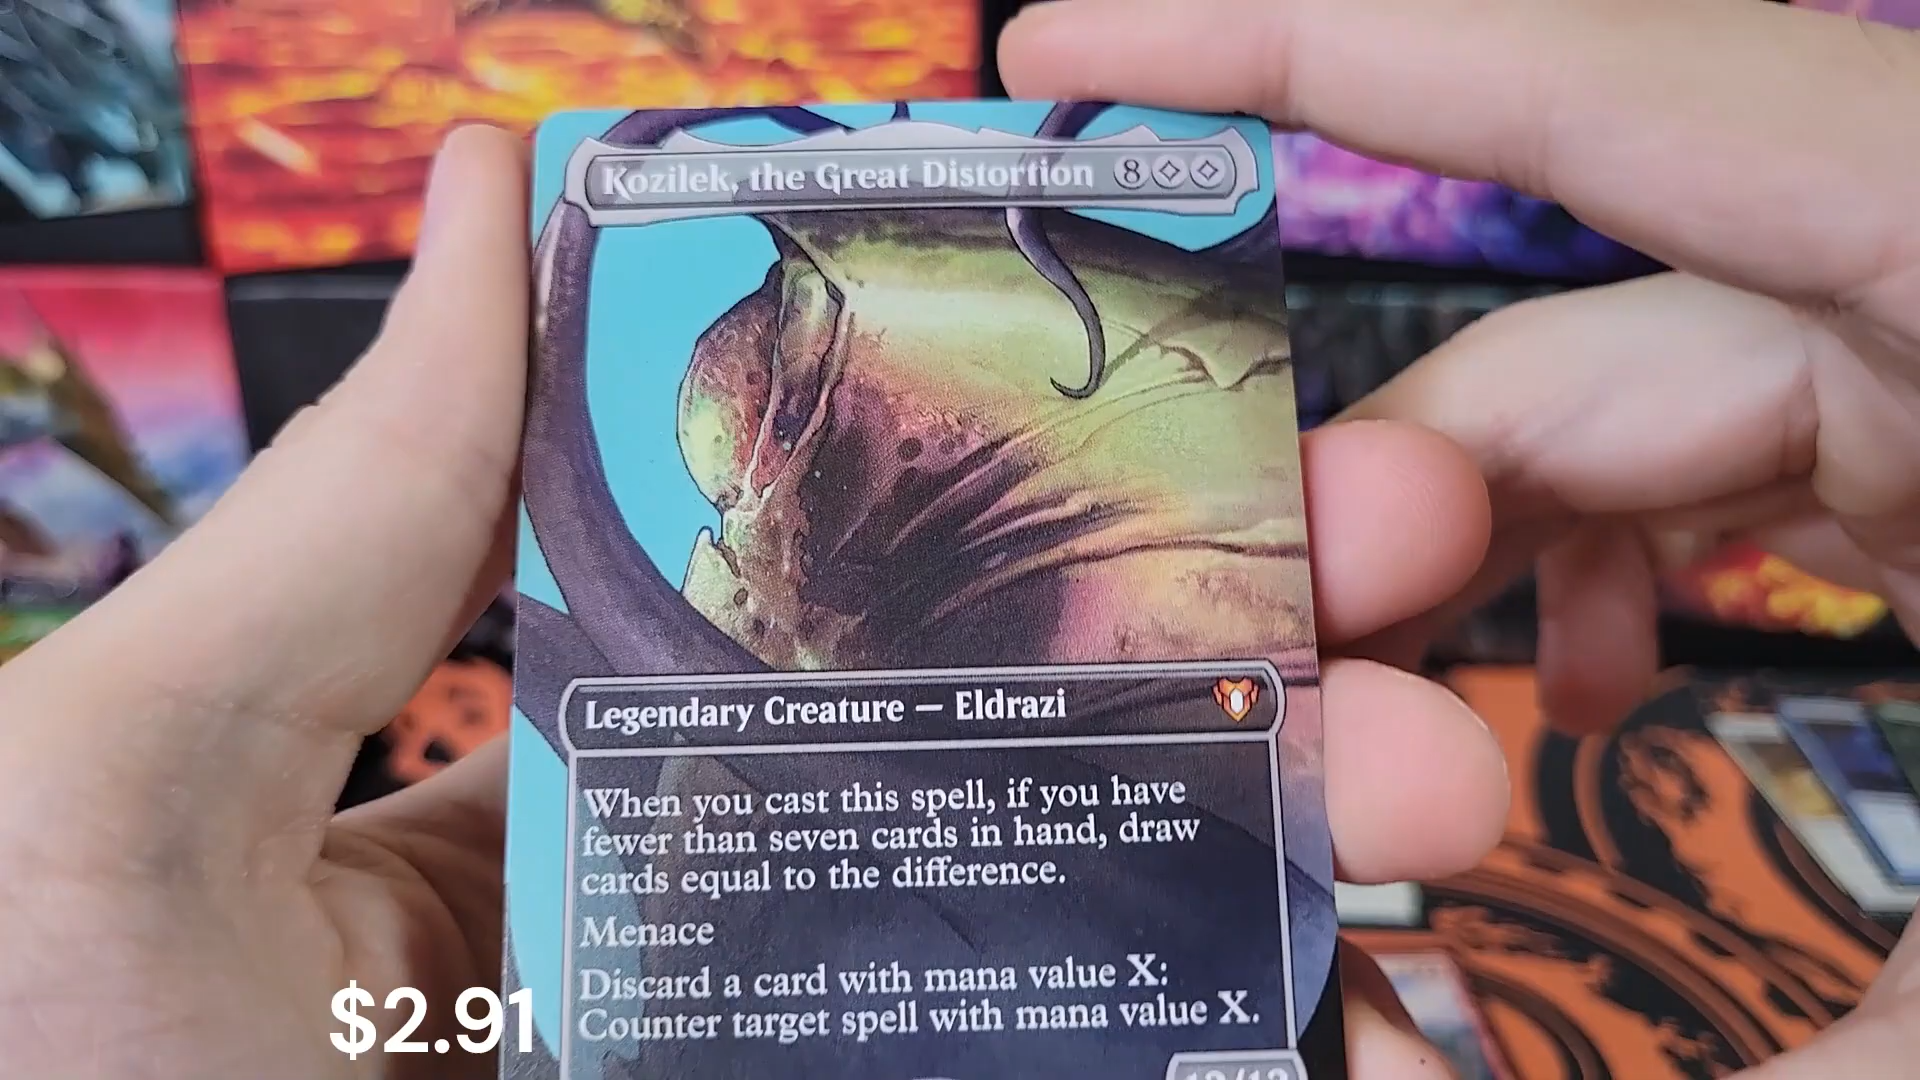 Kozilek, the Great Distortion 8
Legendary Creature — Eldrazi
When you cast this spell, if you have
fewer than seven cards in hand, draw
cards equal to the difference.
Menace
Discard a card with mana value X:
Counter target spell with mana value X.
$2.91